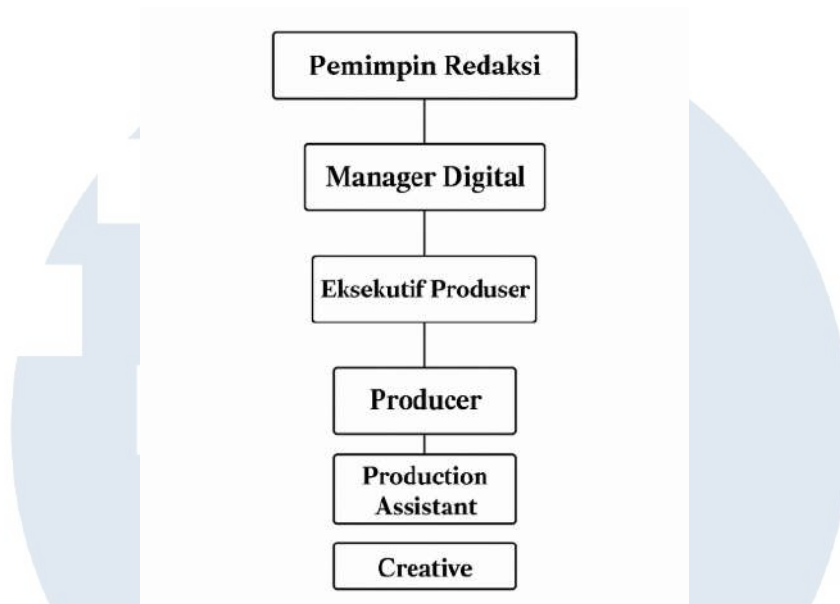 Pemimpin Redaksi
Manager Digital
Eksekutif Produser
Producer
Production
Assistant
Creative